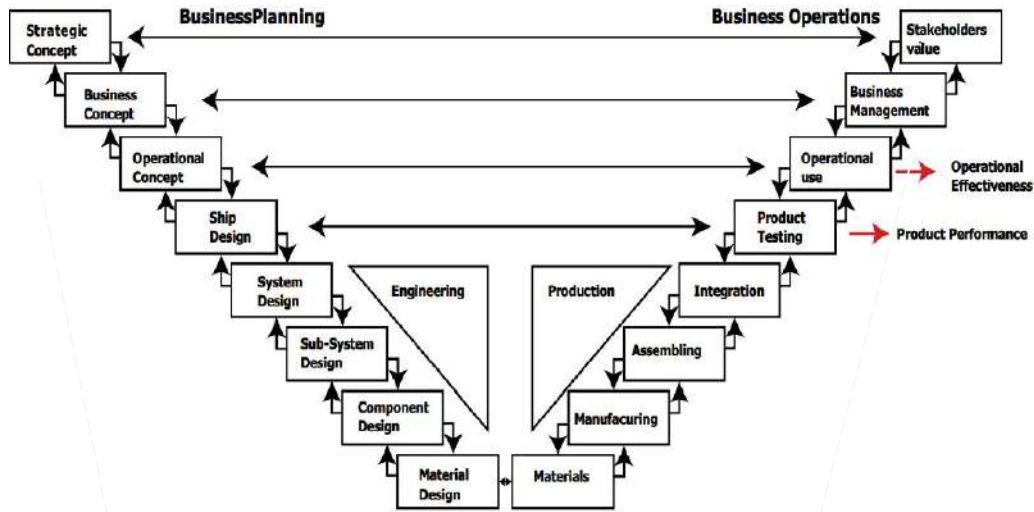 BusinessPlanning
Business Operations
Strategic
Concept
Stakeholders
value
Business
Concept
Business
Management
Operational
Concept
Operational
use
Operational
Effectiveness
Ship
Design
Product
Testing
Product Performance
System
Design
Engineering
Production
Integration
Sub-System
Design
Assembling
Component
Design
Manufacuring
Material
Design
Materials